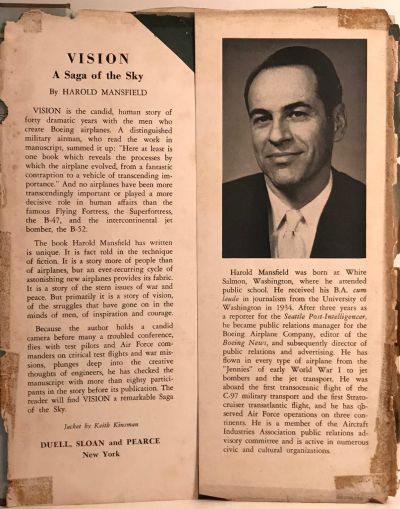 VISION
A Saga of the Sky
By HAROLD MANSFIELD
VISION is the candid, human story of
forty dramatic years with the men who
create Boeing airplanes. A distinguished
military airman, who read the work in
manuscript, summed it up: "Here at least is
one book which reveals the processes by
which the airplane evolved, from a fantastic
contraption to a vehicle of transcending im-
portance." And no airplanes have been more
transcendingly important or played a more
decisive role in human affairs than the
famous Flying Fortress, the Superfortress,
the B-47, and the intercontinental jet
bomber, the B-52.
The book Harold Mansfield has written
is unique. It is fact told in the technique
of fiction. It is a story more of people than
of airplanes, but an ever-recurring cycle of
astonishing new airplanes provides its fabric.
It is a story of the stern issues of war and
peace. But primarily it is a story of vision,
of the struggles that have gone on in the
minds of men, of inspiration and courage.
Because the author holds a candid
camera before many a troubled conference,
flies with test pilots and Air Force com-
manders on critical test flights and war mis-
sions, plunges deep into the creative
thoughts of engineers, he has checked the
manuscript with more than eighty partici-
pants in the story before its publication. The
reader will find VISION a remarkable Saga
of the Sky.
Jacket by Keith Kinsman
DUELL, SLOAN and PEARCE
New York
Harold Mansfield was born at White
Salmon, Washington, where he attended
public school. He received his B.A. cum
laude in journalism from the University of
Washington in 1934. After three years as
a reporter for the Seattle Post-Intelligencer,
he became public relations manager for the
Boeing Airplane Company, editor of the
Boeing News, and subsequently director of
public relations and advertising. He has
flown in every type of airplane from the
"Jennies" of early World War I to jet
bombers and the jet transport. He was
aboard the first transoceanic flight of the
C-97 military transport and the first Strato-
cruiser transatlantic flight, and he has ob-
served Air Force operations on three con-
tinents. He is a member of the Aircraft
Industries Association public relations ad-
visory committee and is active in numerous
civic and cultural organizations.